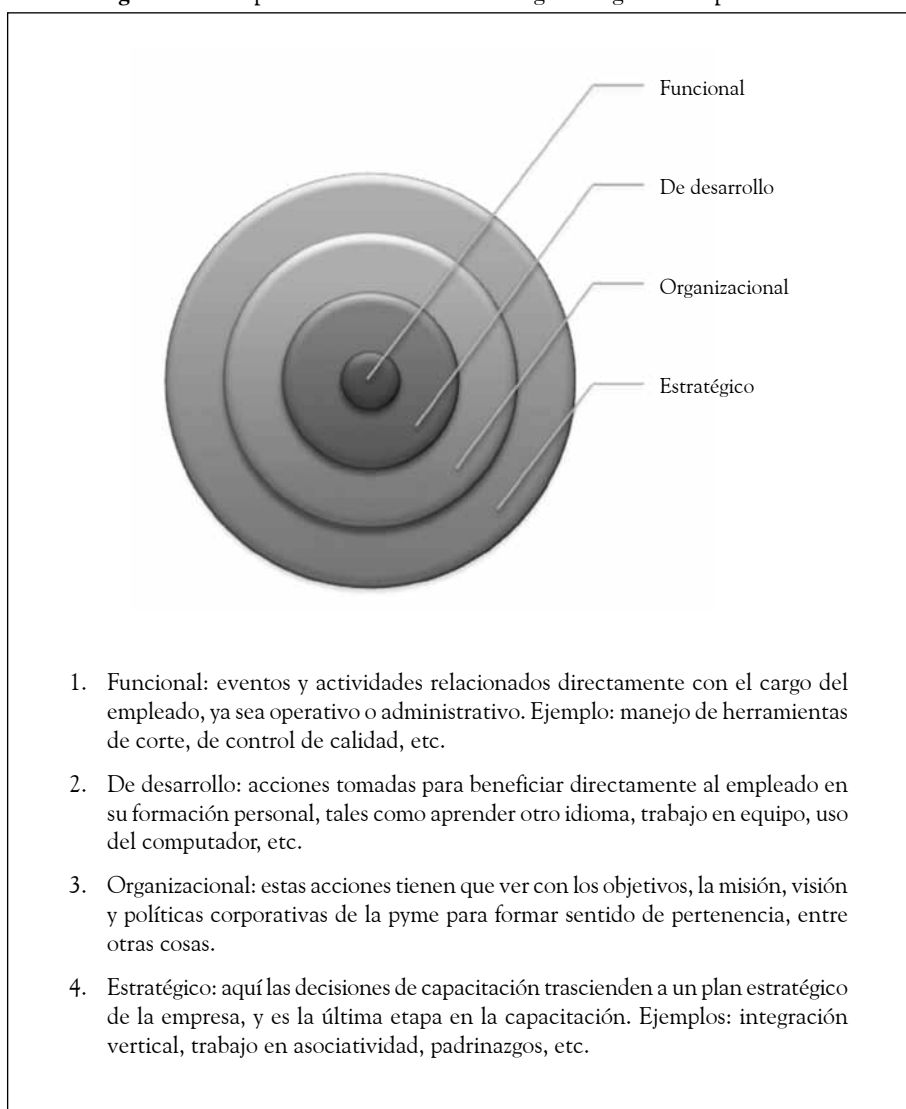 Funcional
De desarrollo
Organizacional
Estratégico
1. Funcional: eventos y actividades relacionados directamente con el cargo del
empleado, ya sea operativo o administrativo. Ejemplo: manejo de herramientas
de corte, de control de calidad, etc.
2. De desarrollo: acciones tomadas para beneficiar directamente al empleado en
su formación personal, tales como aprender otro idioma, trabajo en equipo, uso
del computador, etc.
3. Organizacional: estas acciones tienen que ver con los objetivos, la misión, visión
y políticas corporativas de la pyme para formar sentido de pertenencia, entre
otras cosas.
4. Estratégico: aquí las decisiones de capacitación trascienden a un plan estratégico
de la empresa, y es la última etapa en la capacitación. Ejemplos: integración
vertical, trabajo en asociatividad, padrinazgos, etc.